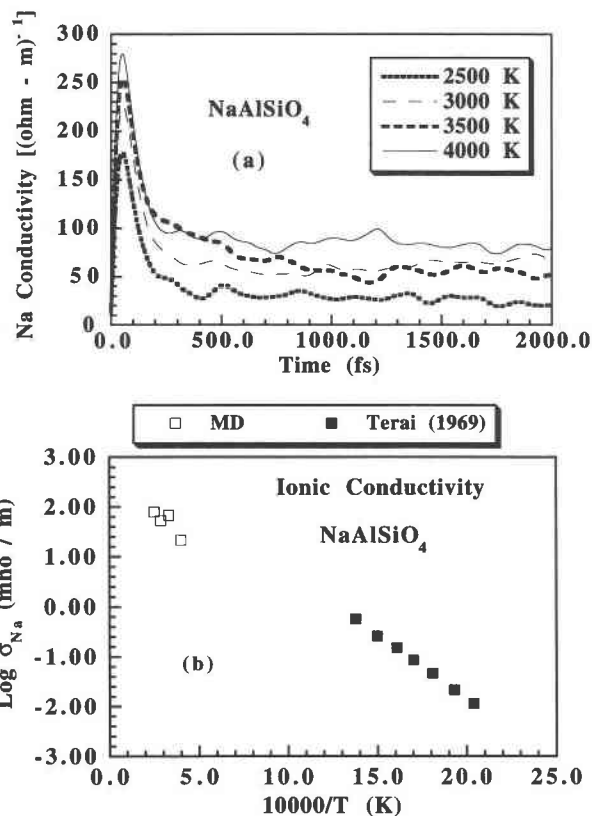 300
250
200
150
100
50
0
Na Conductivity [(ohm - m)⁻¹]
NaAlSiO₄
(a)
2500 K
3000 K
3500 K
4000 K
0.0 500.0 1000.0 1500.0 2000.0
Time (fs)
MD Terai (1969)
3.00
2.00
1.00
0.00
-1.00
-2.00
-3.00
Log σNa (mho / m)
Ionic Conductivity
NaAlSiO₄
(b)
0.0 5.0 10.0 15.0 20.0 25.0
10000/T (K)